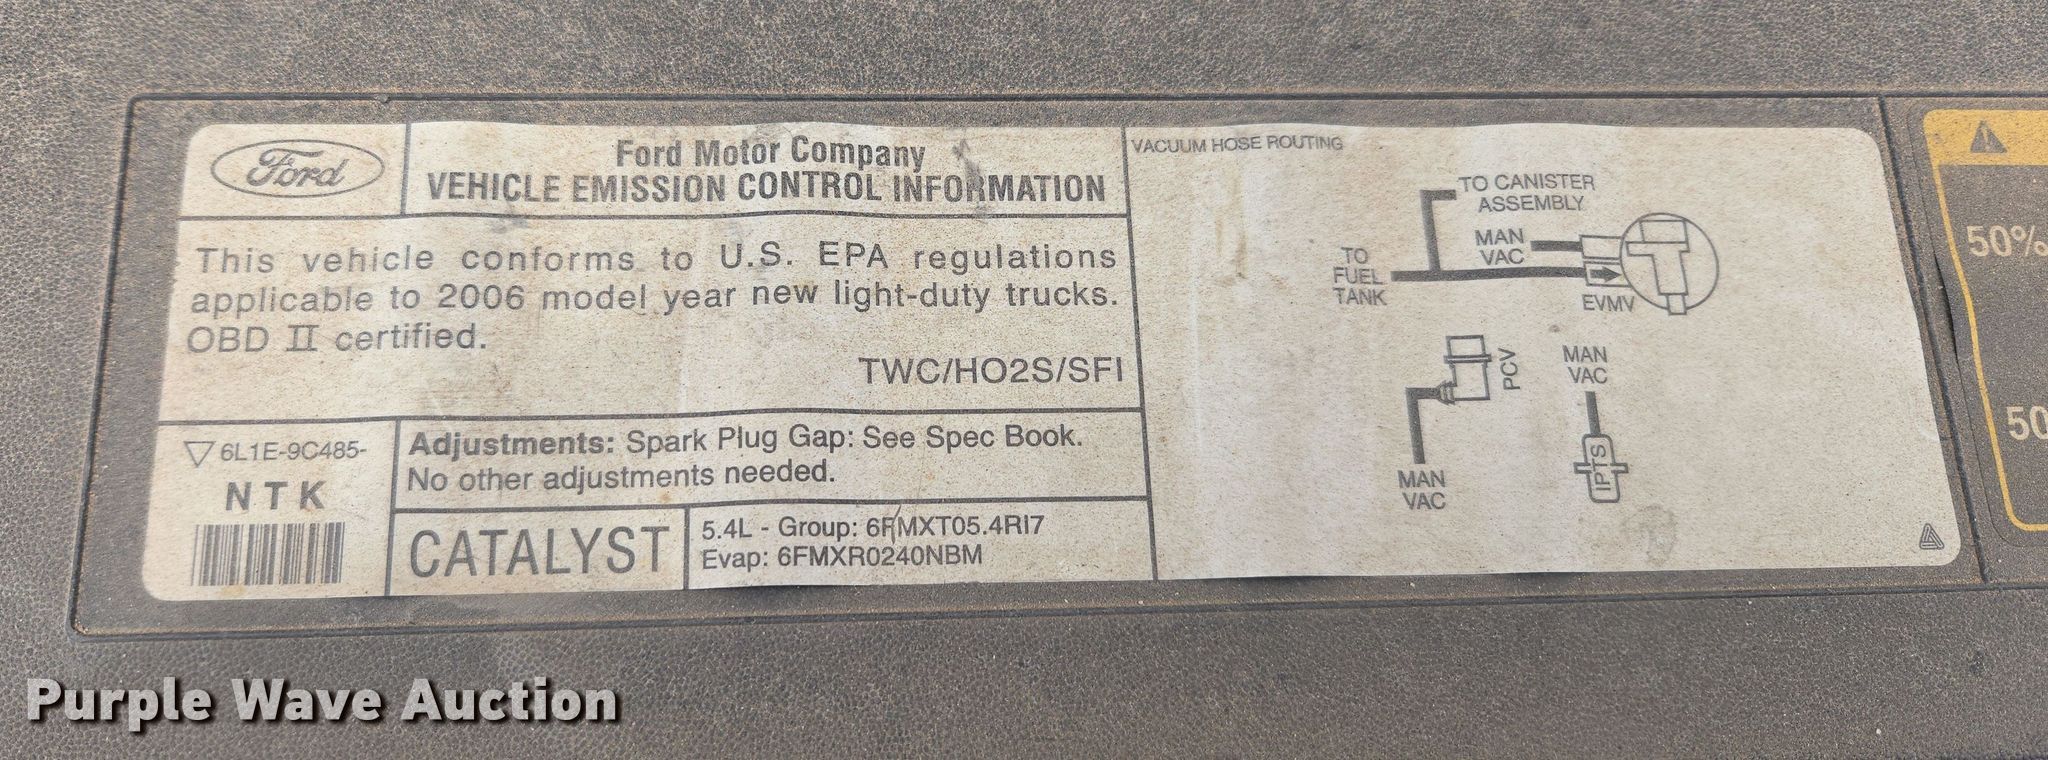 Ford
Ford Motor Company
VEHICLE EMISSION CONTROL INFORMATION
This vehicle conforms to U.S. EPA regulations
applicable to 2006 model year new light-duty trucks.
OBD II certified.
TWC/HO2S/SFI
6L1E-9C485-
NTK
Adjustments: Spark Plug Gap: See Spec Book.
No other adjustments needed.
CATALYST
5.4L - Group: 6FMXT05.4RI7
Evap: 6FMXR0240NBM
VACUUM HOSE ROUTING
TO CANISTER
ASSEMBLY
MAN
VAC
TO
FUEL
TANK
EVMV
PCV
MAN
VAC
MAN
VAC
IPTS
50%
50
Purple Wave Auction